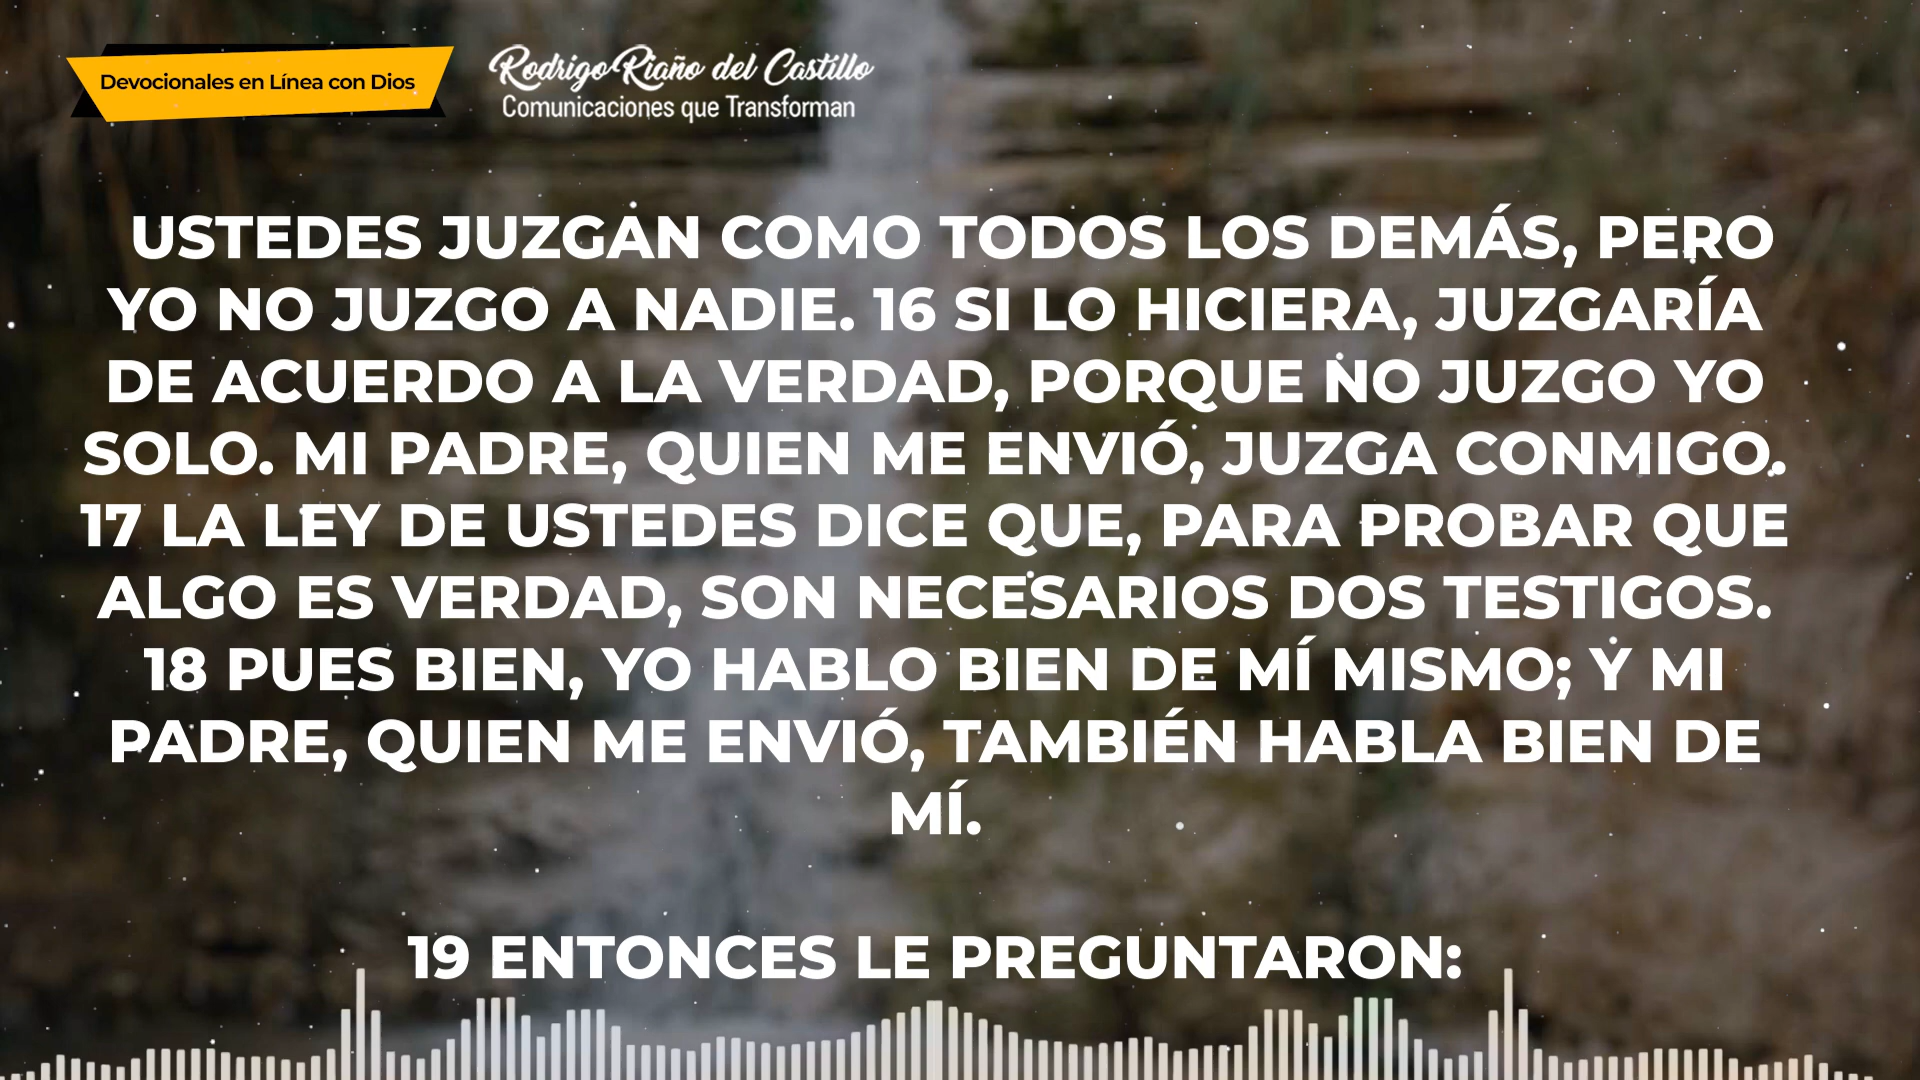 Devocionales en Línea con Dios
Rodrigo Riaño del Castillo
Comunicaciones que Transforman
USTEDES JUZGAN COMO TODOS LOS DEMÁS, PERO
YO NO JUZGO A NADIE. 16 SI LO HICIERA, JUZGARÍA
DE ACUERDO A LA VERDAD, PORQUE NO JUZGO YO
SOLO. MI PADRE, QUIEN ME ENVIÓ, JUZGA CONMIGO.
17 LA LEY DE USTEDES DICE QUE, PARA PROBAR QUE
ALGO ES VERDAD, SON NECESARIOS DOS TESTIGOS.
18 PUES BIEN, YO HABLO BIEN DE MÍ MISMO; Y MI
PADRE, QUIEN ME ENVIÓ, TAMBIÉN HABLA BIEN DE
MÍ.
19 ENTONCES LE PREGUNTARON: